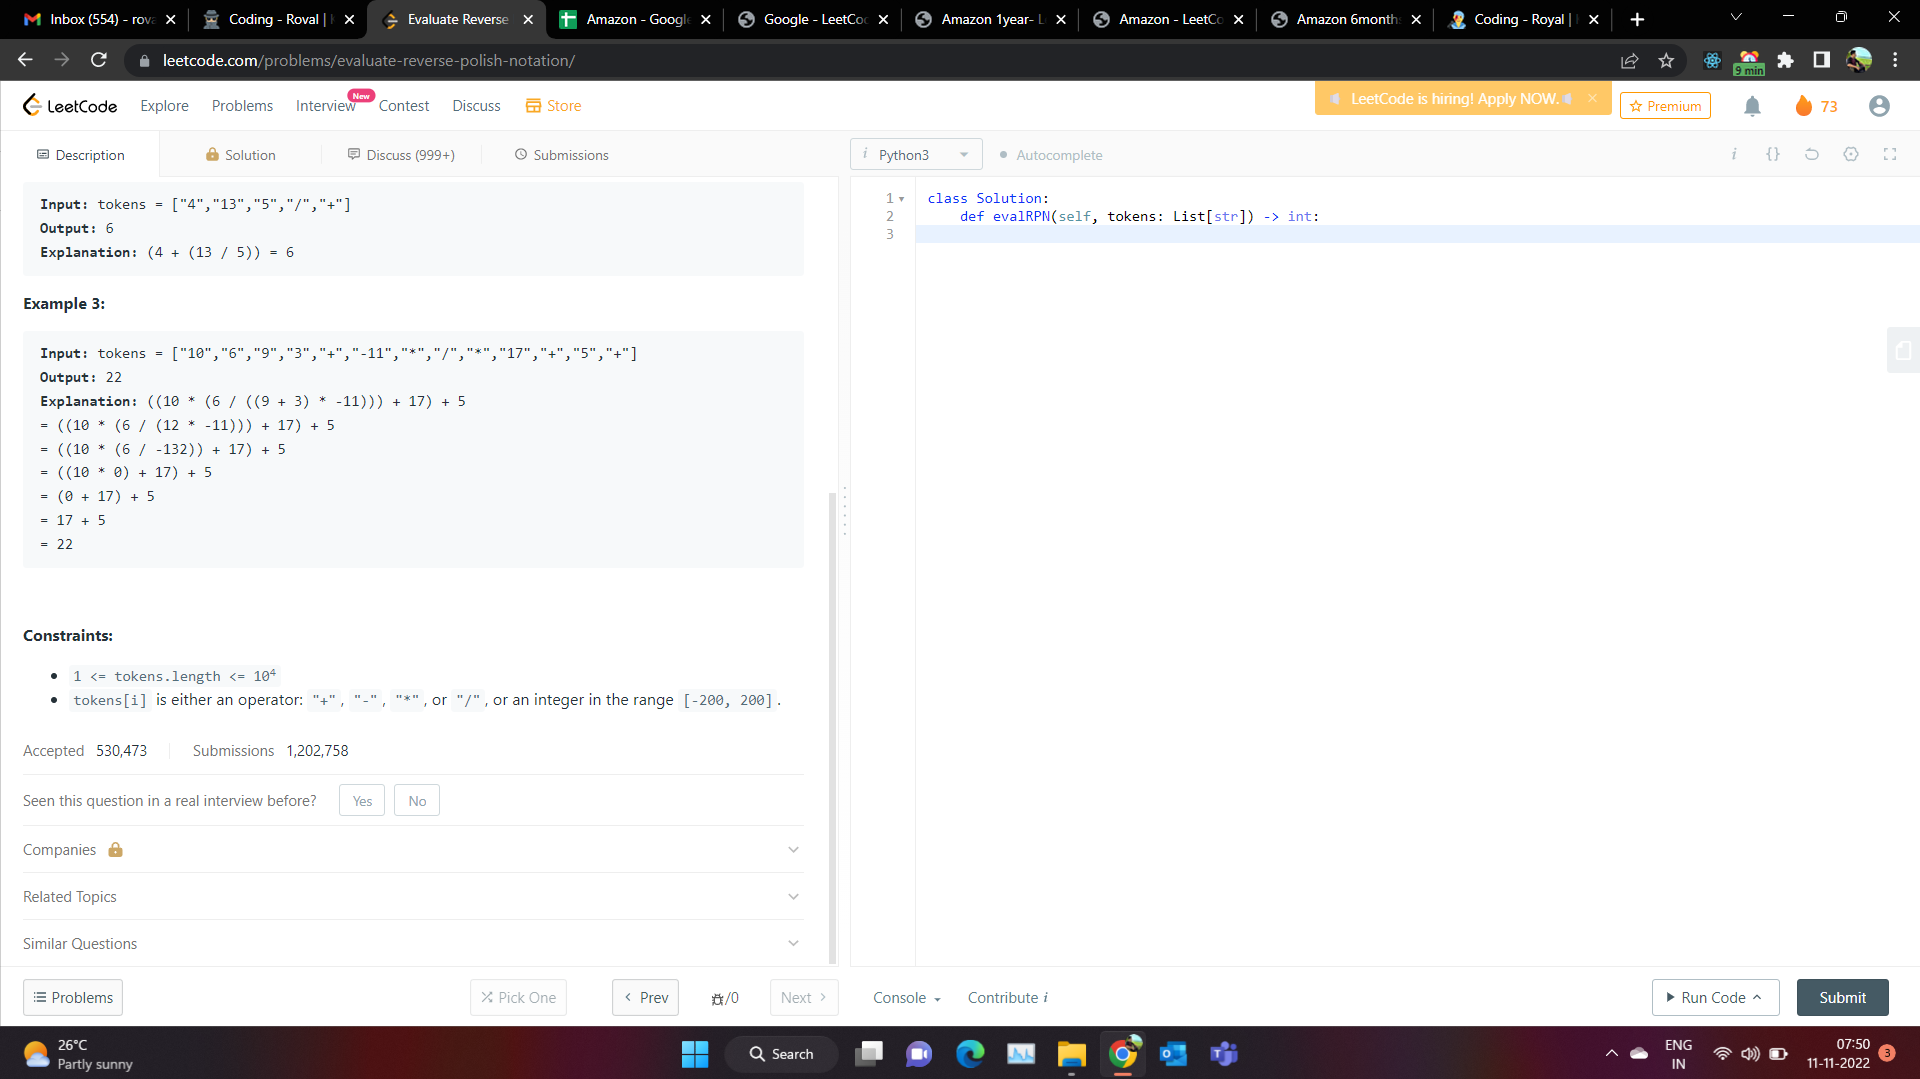 Inbox (554) - rova
Coding - Roval |
Evaluate Reverse
Amazon - Google
Google - LeetCo
Amazon 1year- L
Amazon - LeetCo
Amazon 6month
Coding - Royal |
leetcode.com/problems/evaluate-reverse-polish-notation/
9 min
LeetCode
Explore
Problems
Interview
New
Contest
Discuss
Store
LeetCode is hiring! Apply NOW.
Premium
73
Description
Solution
Discuss (999+)
Submissions
i Python3
Autocomplete
Input: tokens = ["4","13","5","/","+"]
Output: 6
Explanation: (4 + (13 / 5)) = 6
Example 3:
Input: tokens = ["10","6","9","3","+","-11","*","/","*","17","+","5","+"]
Output: 22
Explanation: ((10 * (6 / ((9 + 3) * -11))) + 17) + 5
= ((10 * (6 / (12 * -11))) + 17) + 5
= ((10 * (6 / -132)) + 17) + 5
= ((10 * 0) + 17) + 5
= (0 + 17) + 5
= 17 + 5
= 22
Constraints:
1 <= tokens.length <= 10⁴
tokens[i] is either an operator: "+", "-", "*", or "/", or an integer in the range [-200, 200].
Accepted 530,473
Submissions 1,202,758
Seen this question in a real interview before?
Yes
No
Companies
Related Topics
Similar Questions
1 class Solution:
2 def evalRPN(self, tokens: List[str]) -> int:
3
Problems
Pick One
Prev
/0
Next
Console
Contribute i
Run Code
Submit
26°C
Partly sunny
Search
ENG
IN
07:50
11-11-2022
3